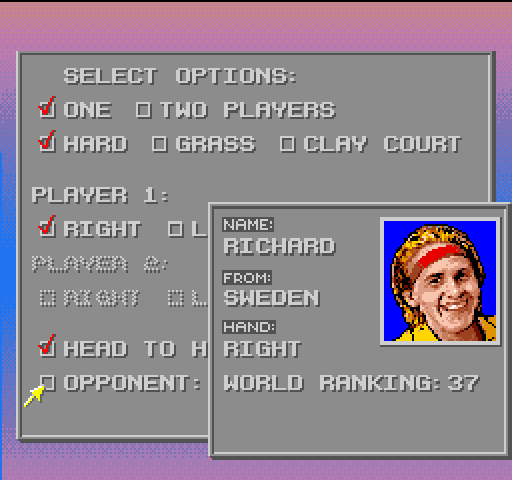 SELECT OPTIONS:
ONE TWO PLAYERS
HARD GRASS CLAY COURT
PLAYER 1:
RIGHT L
PLAYER 2:
RIGHT L
HEAD TO H
OPPONENT:
NAME:
RICHARD
FROM:
SWEDEN
HAND:
RIGHT
WORLD RANKING: 37